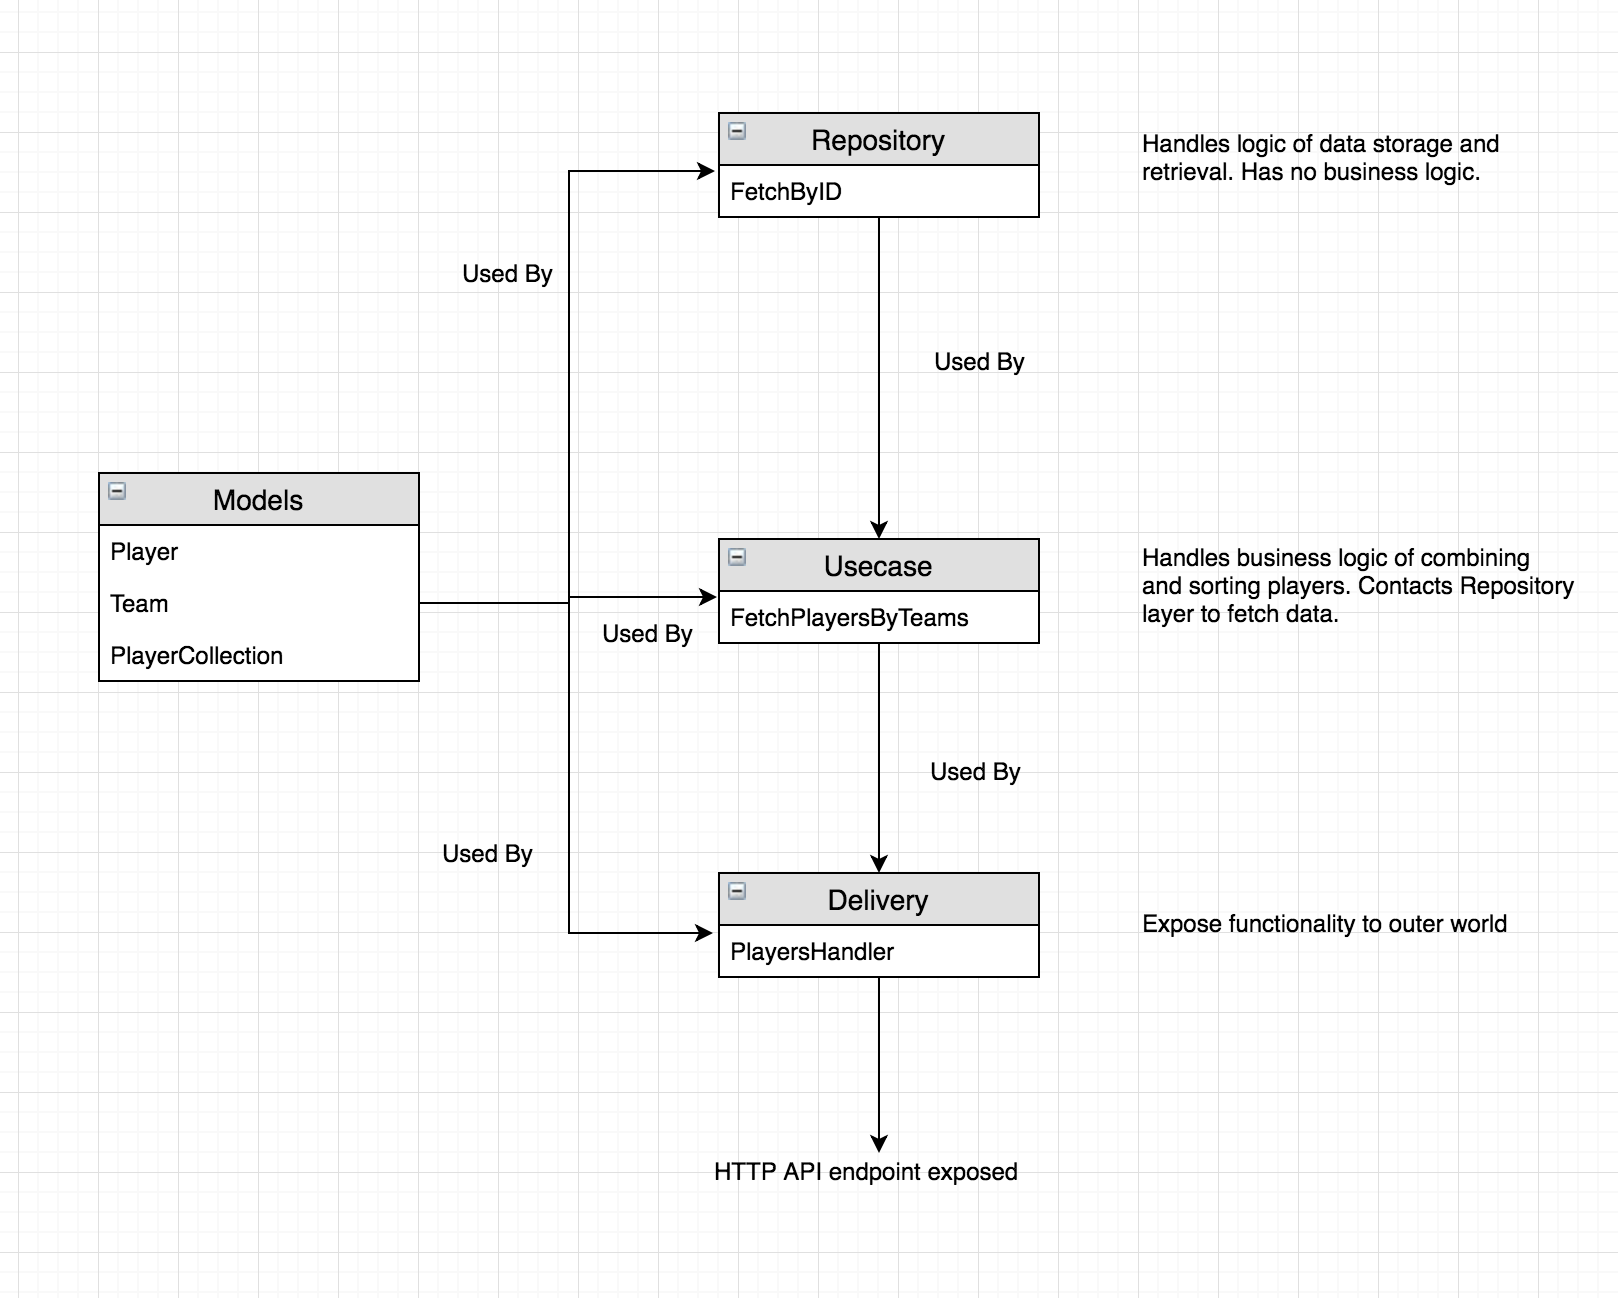 Repository
FetchByID
Handles logic of data storage and
retrieval. Has no business logic.
Used By
Used By
Models
Player
Team
PlayerCollection
Used By
Usecase
FetchPlayersByTeams
Handles business logic of combining
and sorting players. Contacts Repository
layer to fetch data.
Used By
Used By
Delivery
PlayersHandler
Expose functionality to outer world
HTTP API endpoint exposed